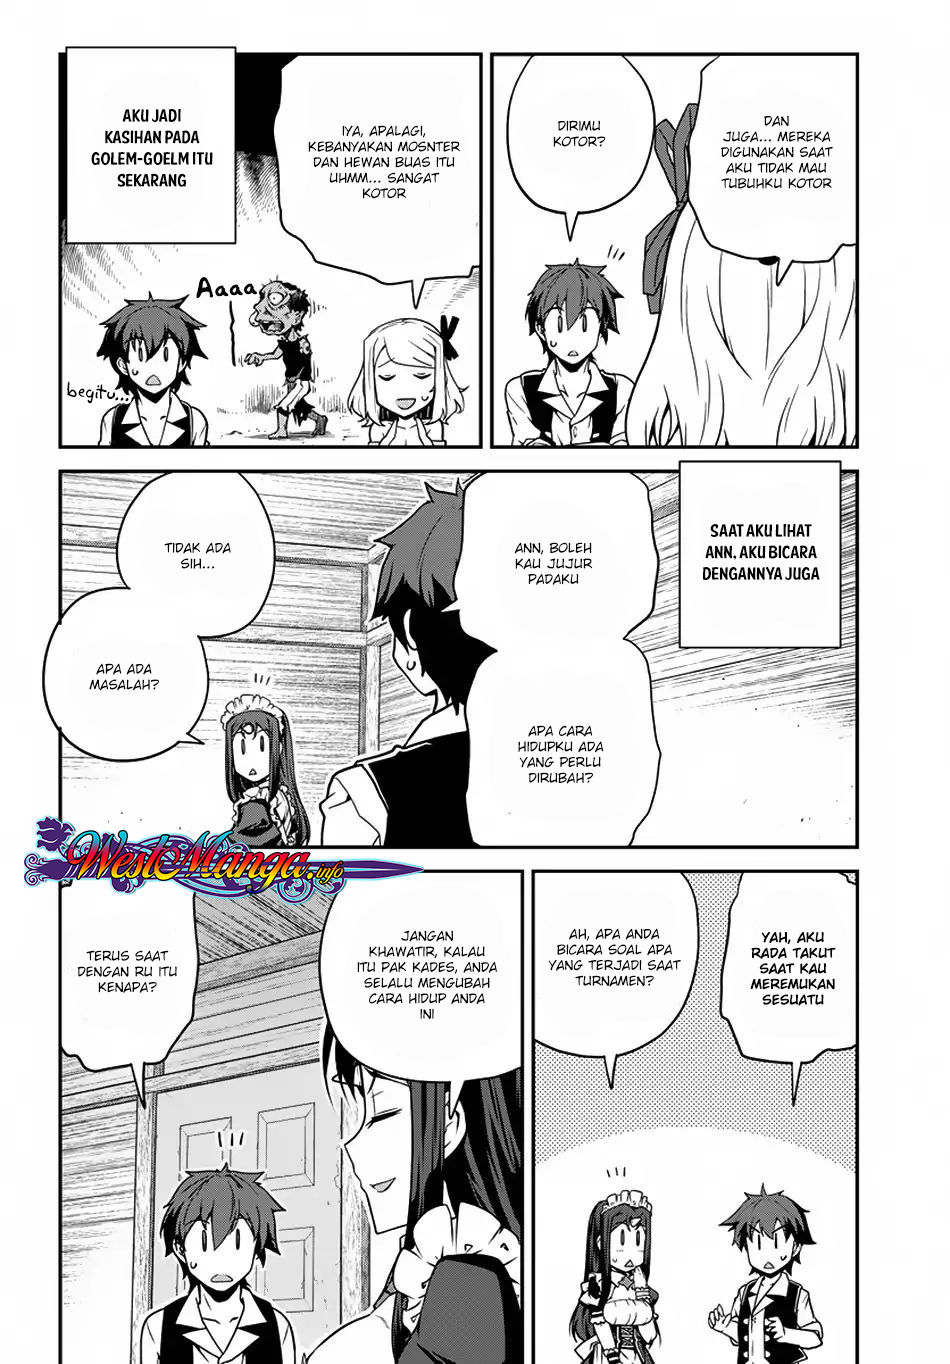 DAN
JUGA... MEREKA
DIGUNAKAN SAAT
AKU TIDAK MAU
TUBUHKU KOTOR
DIRIMU
KOTOR?
IYA, APALAGI,
KEBANYAKAN MOSNTER
DAN HEWAN BUAS ITU
UHMM... SANGAT
KOTOR
Aaaa
AKU JADI
KASIHAN PADA
GOLEM-GOELM ITU
SEKARANG
begitu...
SAAT AKU LIHAT
ANN, AKU BICARA
DENGANNYA JUGA
ANN, BOLEH
KAU JUJUR
PADAKU
APA CARA
HIDUPKU ADA
YANG PERLU
DIRUBAH?
TIDAK ADA
SIH...
APA ADA
MASALAH?
WestManga.info
YAH, AKU
RADA TAKUT
SAAT KAU
MEREMUKAN
SESUATU
AH, APA ANDA
BICARA SOAL APA
YANG TERJADI SAAT
TURNAMEN?
JANGAN
KHAWATIR, KALAU
ITU PAK KADES, ANDA
SELALU MENGUBAH
CARA HIDUP ANDA
INI
TERUS SAAT
DENGAN RU ITU
KENAPA?